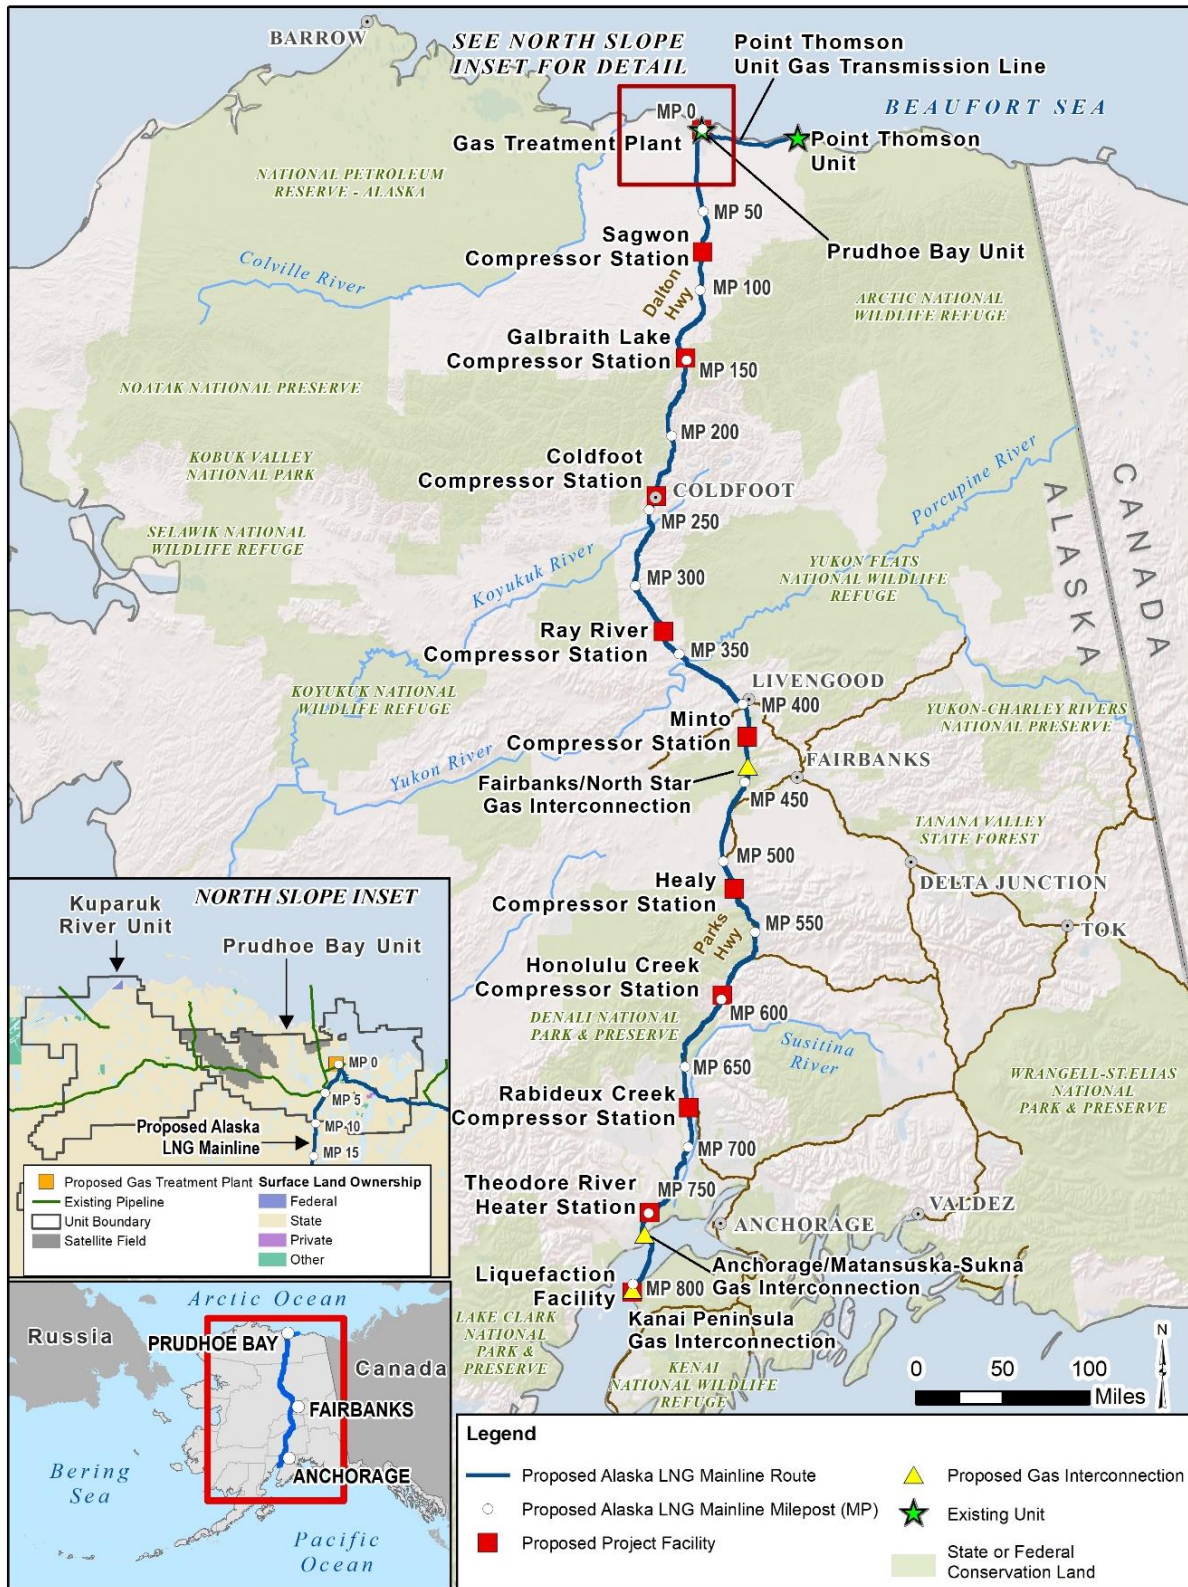 BARROW
SEE NORTH SLOPE
INSET FOR DETAIL
Point Thomson
Unit Gas Transmission Line
BEAUFORT SEA
MP 0
Gas Treatment Plant
Point Thomson
Unit
NATIONAL PETROLEUM
RESERVE - ALASKA
MP 50
Sagwon
Compressor Station
Prudhoe Bay Unit
Colville River
Dalton
Hwy
MP 100
ARCTIC NATIONAL
WILDLIFE REFUGE
Galbraith Lake
Compressor Station
MP 150
NOATAK NATIONAL PRESERVE
MP 200
KOBUK VALLEY
NATIONAL PARK
Coldfoot
Compressor Station
COLDFOOT
Porcupine River
CANADA
ALASKA
MP 250
SELAWIK NATIONAL
WILDLIFE REFUGE
Koyukuk River
MP 300
YUKON FLATS
NATIONAL WILDLIFE
REFUGE
Ray River
Compressor Station
MP 350
KOYUKUK NATIONAL
WILDLIFE REFUGE
LIVENGOOD
MP 400
YUKON-CHARLEY RIVERS
NATIONAL PRESERVE
Minto
Compressor Station
Yukon River
FAIRBANKS
Fairbanks/North Star
Gas Interconnection
MP 450
TANANA VALLEY
STATE FOREST
MP 500
Healy
Compressor Station
DELTA JUNCTION
TOK
Parks
Hwy
MP 550
Honolulu Creek
Compressor Station
MP 600
DENALI NATIONAL
PARK & PRESERVE
Susitina
River
MP 650
WRANGELL-ST.ELIAS
NATIONAL
PARK & PRESERVE
Rabideux Creek
Compressor Station
MP 700
Theodore River
Heater Station
MP 750
ANCHORAGE
VALDEZ
Anchorage/Matansuska-Sukna
Gas Interconnection
Liquefaction
Facility
MP 800
Kanai Peninsula
Gas Interconnection
LAKE CLARK
NATIONAL
PARK &
PRESERVE
KENAI
NATIONAL WILDLIFE
REFUGE
N
0 50 100
Miles
NORTH SLOPE INSET
Kuparuk
River Unit
Prudhoe Bay Unit
MP 0
MP 5
MP 10
MP 15
Proposed Alaska
LNG Mainline
Proposed Gas Treatment Plant
Existing Pipeline
Unit Boundary
Satellite Field
Surface Land Ownership
Federal
State
Private
Other
Arctic Ocean
Russia
PRUDHOE BAY
Canada
FAIRBANKS
ANCHORAGE
Bering
Sea
Pacific
Ocean
Legend
Proposed Alaska LNG Mainline Route
Proposed Alaska LNG Mainline Milepost (MP)
Proposed Project Facility
Proposed Gas Interconnection
Existing Unit
State or Federal
Conservation Land